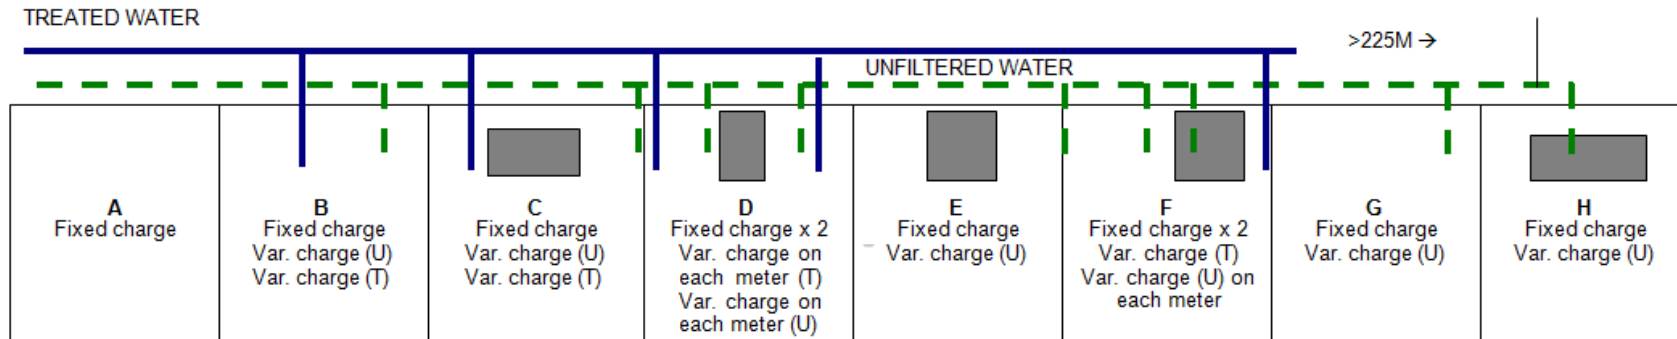 TREATED WATER
>225M →
UNFILTERED WATER
A
Fixed charge
B
Fixed charge
Var. charge (U)
Var. charge (T)
C
Fixed charge
Var. charge (U)
Var. charge (T)
D
Fixed charge x 2
Var. charge on
each meter (T)
Var. charge on
each meter (U)
E
Fixed charge
Var. charge (U)
F
Fixed charge x 2
Var. charge (T)
Var. charge (U) on
each meter
G
Fixed charge
Var. charge (U)
H
Fixed charge
Var. charge (U)